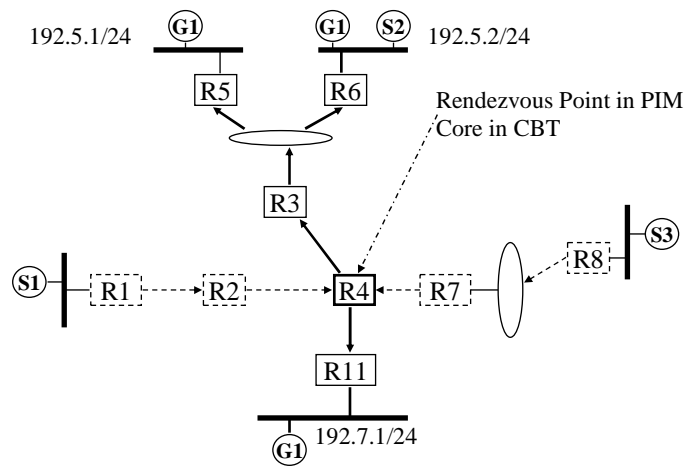 G1
G1
S2
192.5.1/24
192.5.2/24
R5
R6
Rendezvous Point in PIM
Core in CBT
R3
S3
R8
S1
R1
R2
R4
R7
R11
192.7.1/24
G1